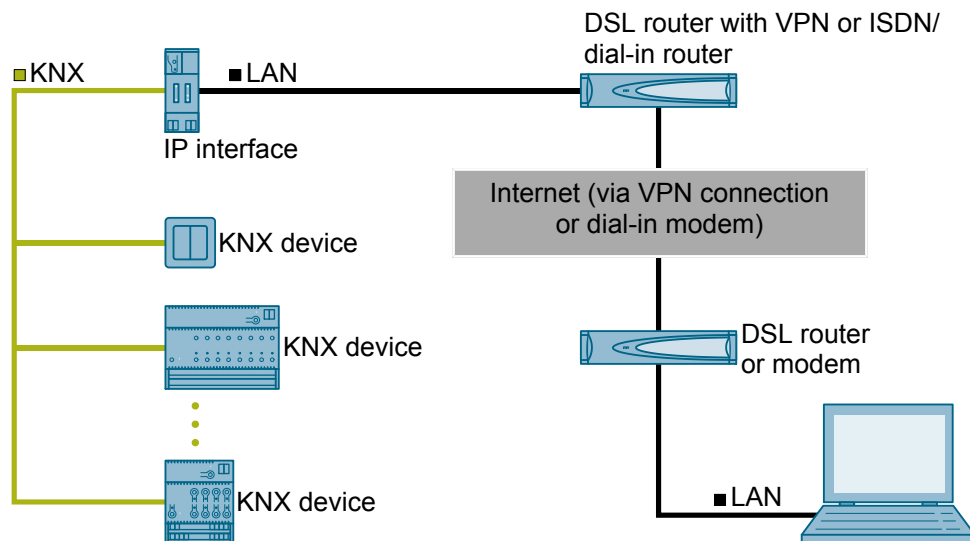 DSL router with VPN or ISDN/
dial-in router
KNX
LAN
IP interface
Internet (via VPN connection
or dial-in modem)
KNX device
KNX device
DSL router
or modem
KNX device
LAN